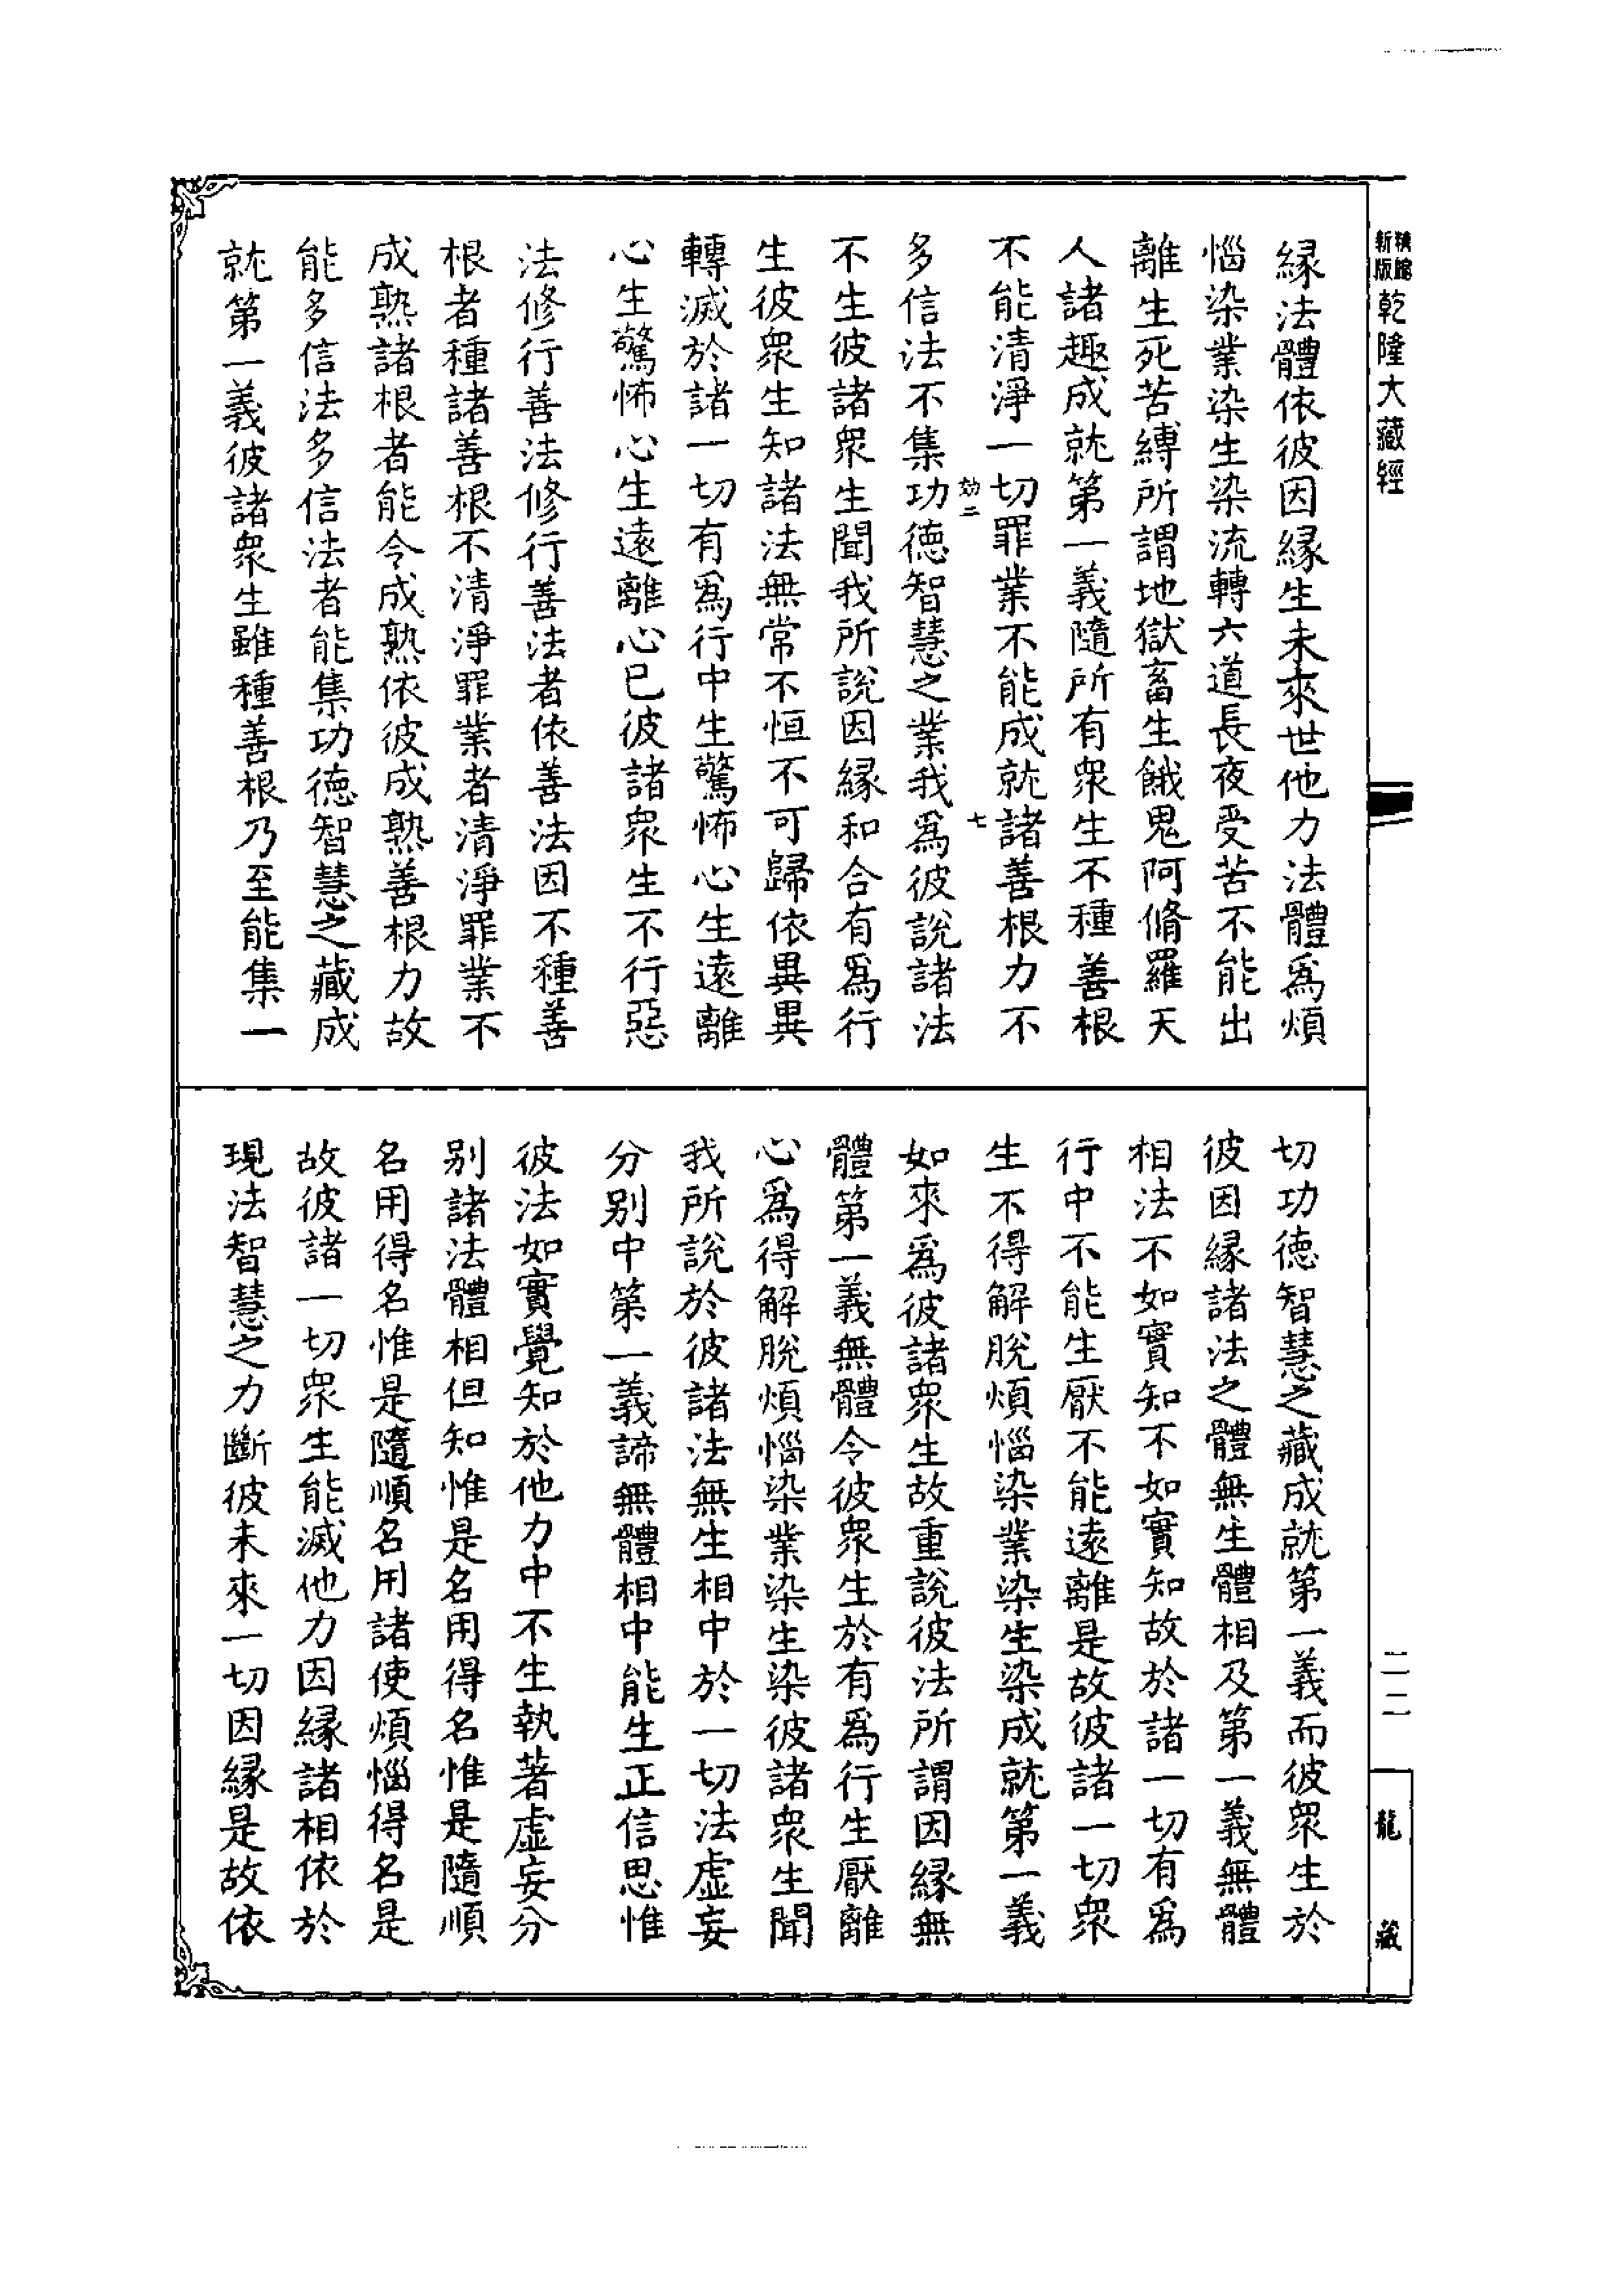 新版 縮
乾隆大藏經
緣法體依彼因緣生未來世他力法體爲煩
惱染業染生染流轉六道長夜受苦不能出
離生死苦縛所謂地獄畜生餓鬼阿脩羅天
人諸趣成就第一義隨所有衆生不種善根
不能清淨一切罪業不能成就諸善根力不
効二
七
多信法不集功德智慧之業我爲彼說諸法
不生彼諸衆生聞我所說因緣和合有爲行
生彼衆生知諸法無常不恒不可歸依異異
轉滅於諸一切有爲行中生驚怖心生遠離
心生驚怖心生遠離心已彼諸衆生不行惡
法修行善法修行善法者依善法因不種善
根者種諸善根不清淨罪業者清淨罪業不
成熟諸根者能令成熟依彼成熟善根力故
能多信法多信法者能集功德智慧之藏成
就第一義彼諸衆生雖種善根乃至能集一
切功德智慧之藏成就第一義而彼衆生於
彼因緣諸法之體無生體相及第一義無體
相法不如實知不如實知故於諸一切有爲
行中不能生厭不能遠離是故彼諸一切衆
生不得解脫煩惱染業染生染成就第一義
如來爲彼諸衆生故重說彼法所謂因緣無
體第一義無體令彼衆生於有爲行生厭離
心爲得解脫煩惱染業染生染彼諸衆生聞
我所說於彼諸法無生相中於一切法虛妄
分別中第一義諦無體相中能生正信思惟
彼法如實覺知於他力中不生執著虛妄分
別諸法體相但知惟是名用得名惟是隨順
名用得名惟是隨順名用諸使煩惱得名是
故彼諸一切衆生能滅他力因緣諸相依於
現法智慧之力斷彼未來一切因緣是故依
二二
龍藏